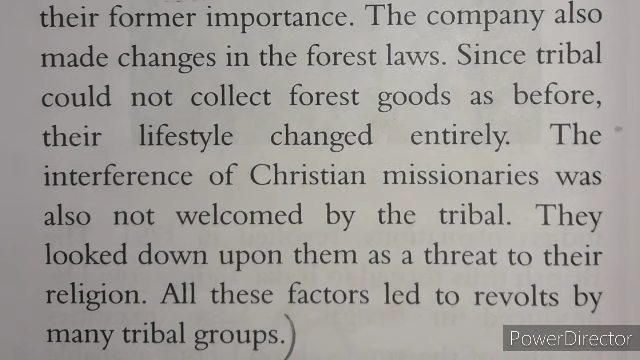 their former importance. The company also
made changes in the forest laws. Since tribal
could not collect forest goods as before,
their lifestyle changed entirely. The
interference of Christian missionaries was
also not welcomed by the tribal. They
looked down upon them as a threat to their
religion. All these factors led to revolts by
many tribal groups.)
PowerDirector